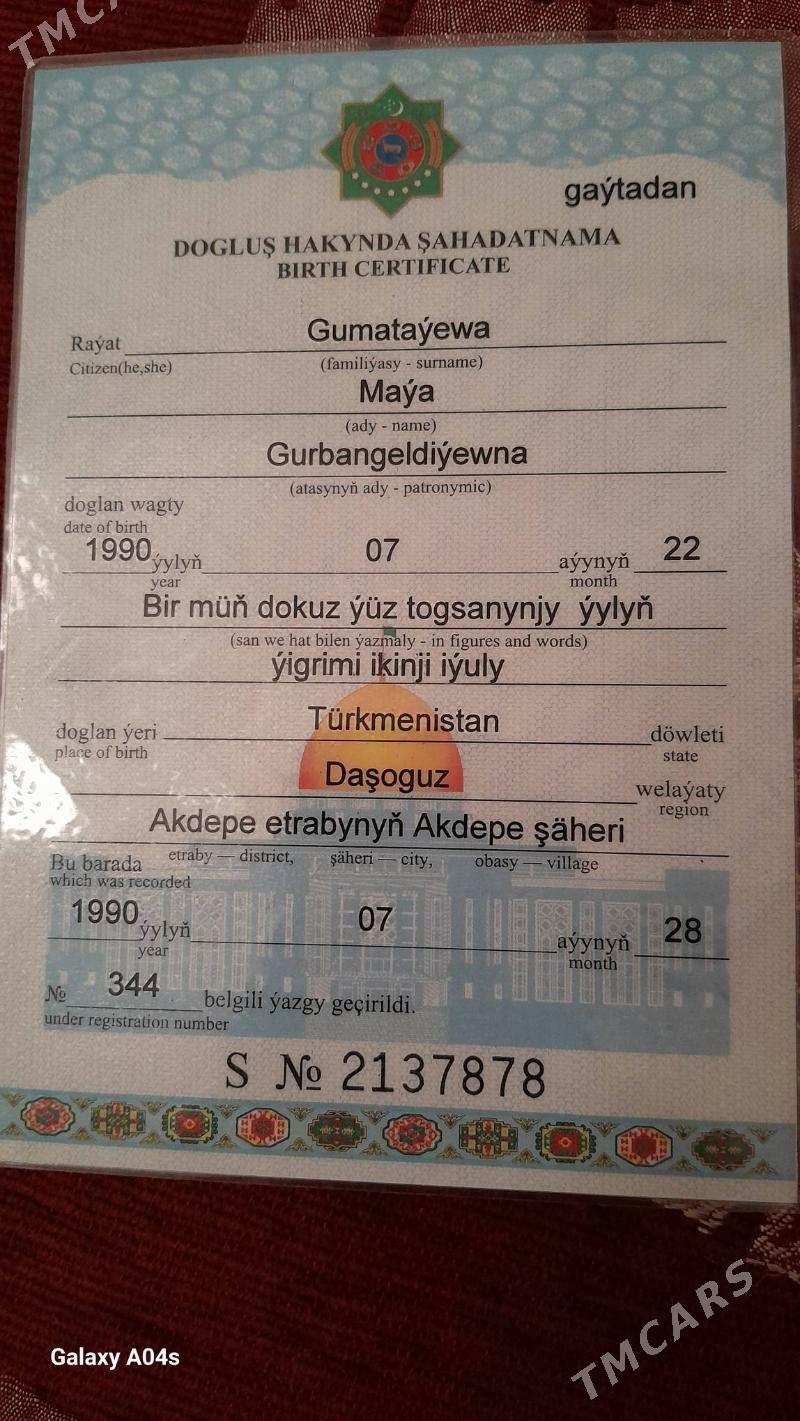 TMCARS
gaýtadan
DOGLUŞ HAKYNDA ŞAHADATNAMA
BIRTH CERTIFICATE
Raýat Gumataýewa
Citizen(he,she) (familiýasy - surname)
Maýa
(ady - name)
Gurbangeldiýewna
(atasynyň ady - patronymic)
doglan wagty
date of birth
1990 ýylyň 07 aýynyň 22
year month
Bir müň dokuz ýüz togsanynjy ýylyň
(san we hat bilen ýazmaly - in figures and words)
ýigrimi ikinji iýuly
doglan ýeri Türkmenistan döwleti
place of birth state
Daşoguz welaýaty
region
Akdepe etrabynyň Akdepe şäheri
Bu barada etraby — district, şäheri — city, obasy — village
which was recorded
1990 ýylyň 07 aýynyň 28
year month
№ 344 belgili ýazgy geçirildi.
under registration number
S № 2137878
Galaxy A04s
TMCARS